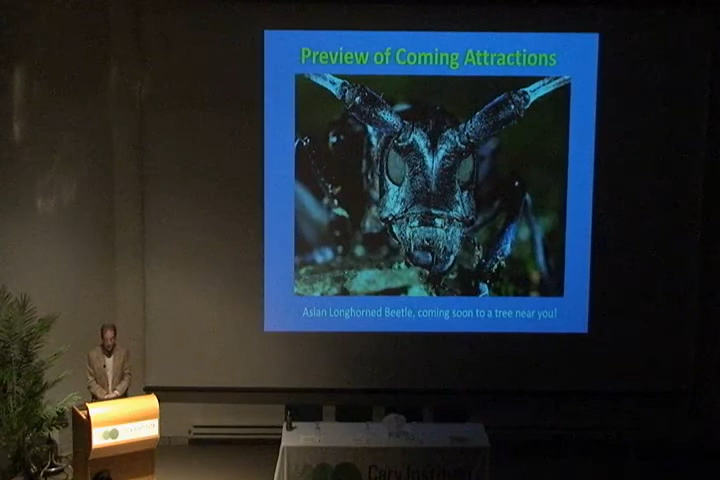 Preview of Coming Attractions
Asian Longhorned Beetle, coming soon to a tree near you!
Cary Institute